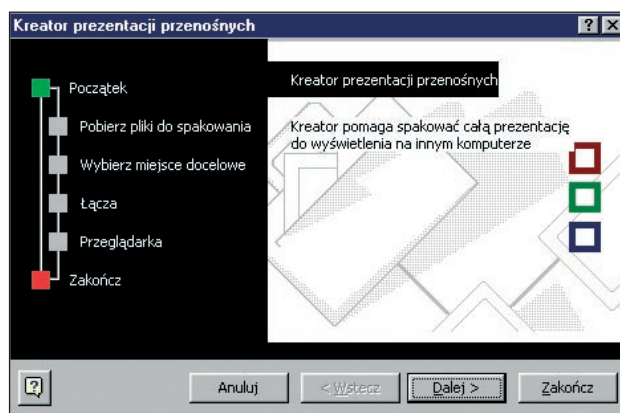 Kreator prezentacji przenośnych
Początek
Pobierz pliki do spakowania
Wybierz miejsce docelowe
Łącza
Przeglądarka
Zakończ
Kreator prezentacji przenośnych
Kreator pomaga spakować całą prezentację
do wyświetlenia na innym komputerze
Anuluj
< Wstecz
Dalej >
Zakończ